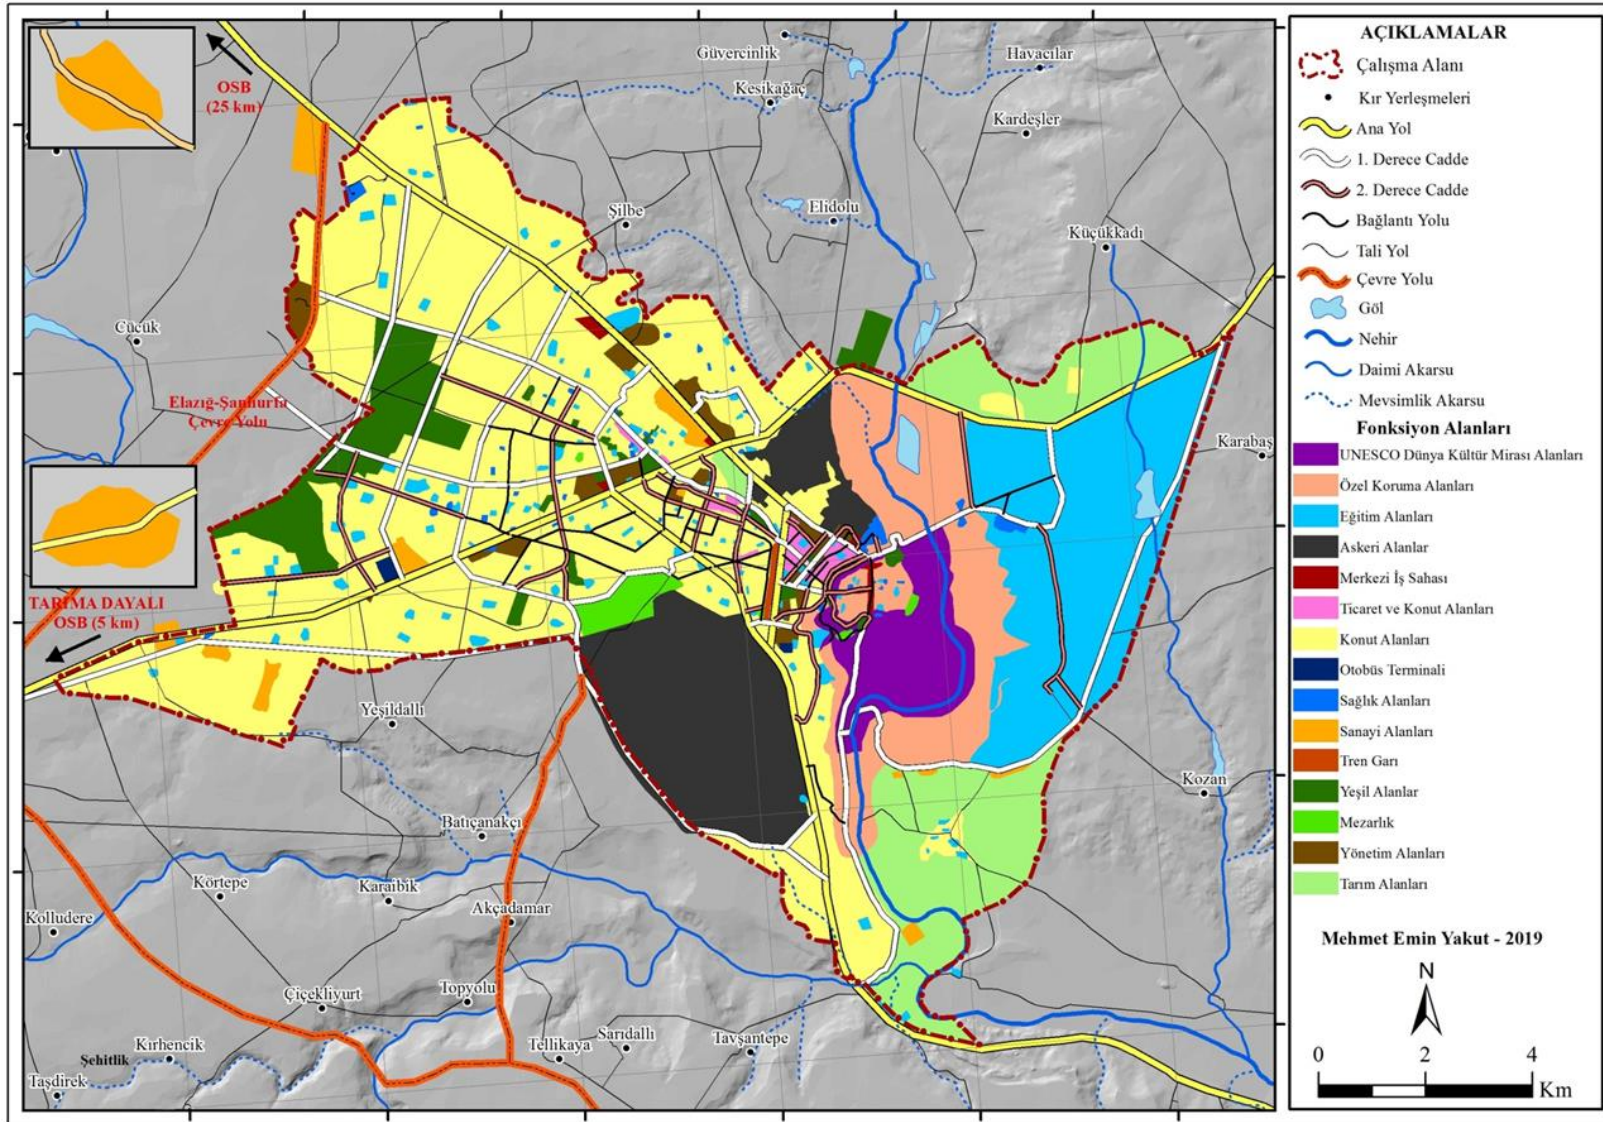 OSB
(25 km)
Güvercinlik
Havacılar
Kesikağaç
Kardeşler
Şilbe
Elidolu
Küçükkadı
Cücük
Elazığ-Şanlıurfa
Çevre Yolu
Karabaş
TARIMA DAYALI
OSB (5 km)
Yeşildallı
Kozan
Batıçanakçı
Körtepe
Karaibik
Kolludere
Akçadamar
Çiçekliyurt
Topyolu
Kırhencik
Tellikaya
Sarıdallı
Tavşantepe
Şehitlik
Taşdirek
AÇIKLAMALAR
Çalışma Alanı
Kır Yerleşmeleri
Ana Yol
1. Derece Cadde
2. Derece Cadde
Bağlantı Yolu
Tali Yol
Çevre Yolu
Göl
Nehir
Daimi Akarsu
Mevsimlik Akarsu
Fonksiyon Alanları
UNESCO Dünya Kültür Mirası Alanları
Özel Koruma Alanları
Eğitim Alanları
Askeri Alanlar
Merkezi İş Sahası
Ticaret ve Konut Alanları
Konut Alanları
Otobüs Terminali
Sağlık Alanları
Sanayi Alanları
Tren Garı
Yeşil Alanlar
Mezarlık
Yönetim Alanları
Tarım Alanları
Mehmet Emin Yakut - 2019
N
0 2 4
Km